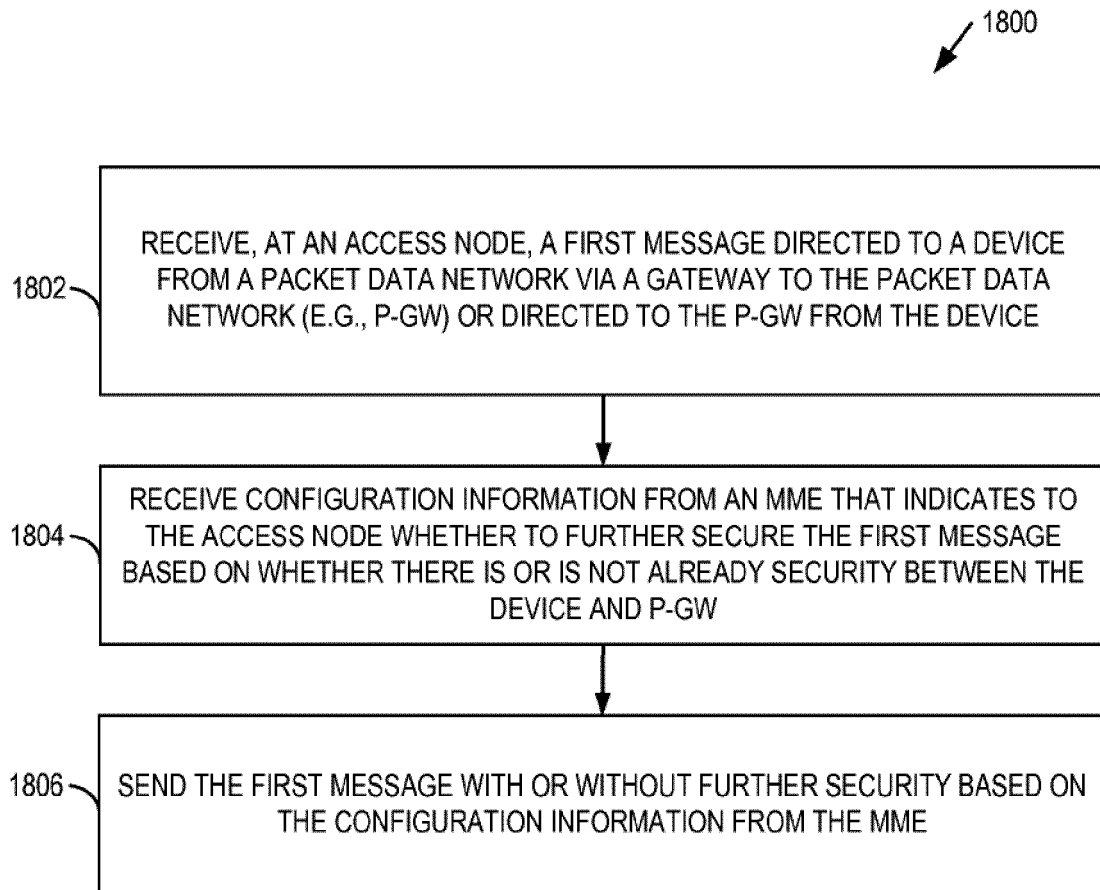 1800
1802
RECEIVE, AT AN ACCESS NODE, A FIRST MESSAGE DIRECTED TO A DEVICE
FROM A PACKET DATA NETWORK VIA A GATEWAY TO THE PACKET DATA
NETWORK (E.G., P-GW) OR DIRECTED TO THE P-GW FROM THE DEVICE
1804
RECEIVE CONFIGURATION INFORMATION FROM AN MME THAT INDICATES TO
THE ACCESS NODE WHETHER TO FURTHER SECURE THE FIRST MESSAGE
BASED ON WHETHER THERE IS OR IS NOT ALREADY SECURITY BETWEEN THE
DEVICE AND P-GW
1806
SEND THE FIRST MESSAGE WITH OR WITHOUT FURTHER SECURITY BASED ON
THE CONFIGURATION INFORMATION FROM THE MME